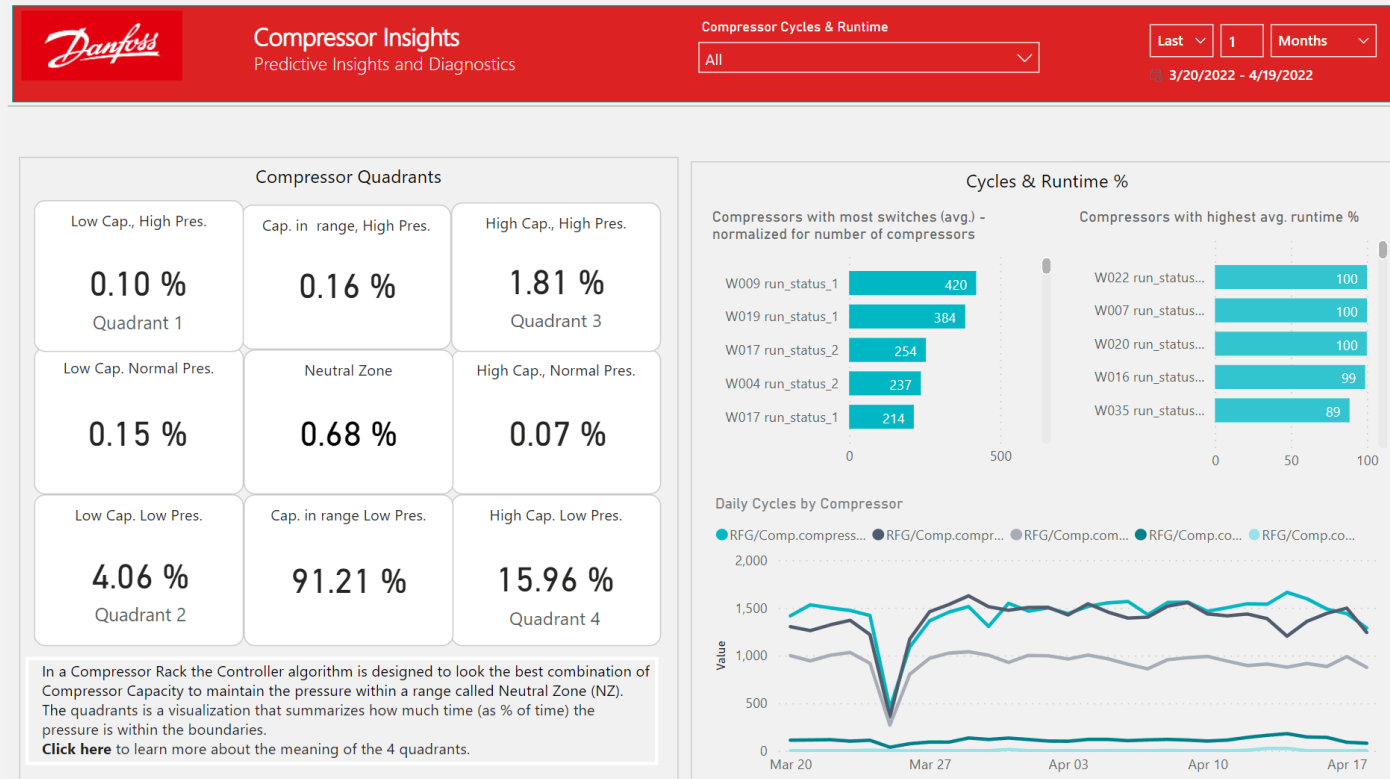 Danfoss
Compressor Insights
Predictive Insights and Diagnostics
Compressor Cycles & Runtime
All
Last
1
Months
3/20/2022 - 4/19/2022
Compressor Quadrants
Low Cap., High Pres.
0.10 %
Quadrant 1
Cap. in range, High Pres.
0.16 %
High Cap., High Pres.
1.81 %
Quadrant 3
Low Cap. Normal Pres.
0.15 %
Neutral Zone
0.68 %
High Cap., Normal Pres.
0.07 %
Low Cap. Low Pres.
4.06 %
Quadrant 2
Cap. in range Low Pres.
91.21 %
High Cap. Low Pres.
15.96 %
Quadrant 4
In a Compressor Rack the Controller algorithm is designed to look the best combination of
Compressor Capacity to maintain the pressure within a range called Neutral Zone (NZ).
The quadrants is a visualization that summarizes how much time (as % of time) the
pressure is within the boundaries.
Click here to learn more about the meaning of the 4 quadrants.
Cycles & Runtime %
Compressors with most switches (avg.) -
normalized for number of compressors
W009 run_status_1 420
W019 run_status_1 384
W017 run_status_2 254
W004 run_status_2 237
W017 run_status_1 214
0 500
Compressors with highest avg. runtime %
W022 run_status... 100
W007 run_status... 100
W020 run_status... 100
W016 run_status... 99
W035 run_status... 89
0 50 100
Daily Cycles by Compressor
RFG/Comp.compress... RFG/Comp.compr... RFG/Comp.com... RFG/Comp.co... RFG/Comp.co...
Value
2,000
1,500
1,000
500
0
Mar 20 Mar 27 Apr 03 Apr 10 Apr 17